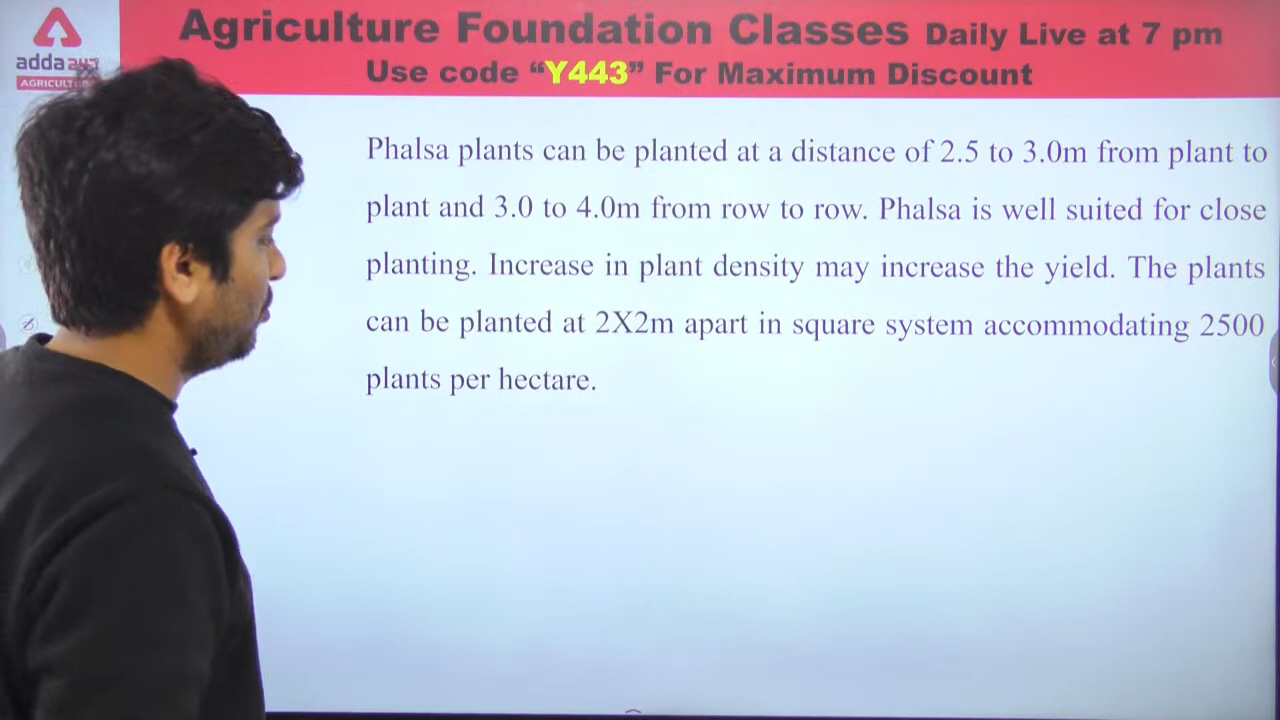 Agriculture Foundation Classes Daily Live at 7 pm
Use code “Y443” For Maximum Discount
adda 247
AGRICULTU
Phalsa plants can be planted at a distance of 2.5 to 3.0m from plant to
plant and 3.0 to 4.0m from row to row. Phalsa is well suited for close
planting. Increase in plant density may increase the yield. The plants
can be planted at 2X2m apart in square system accommodating 2500
plants per hectare.